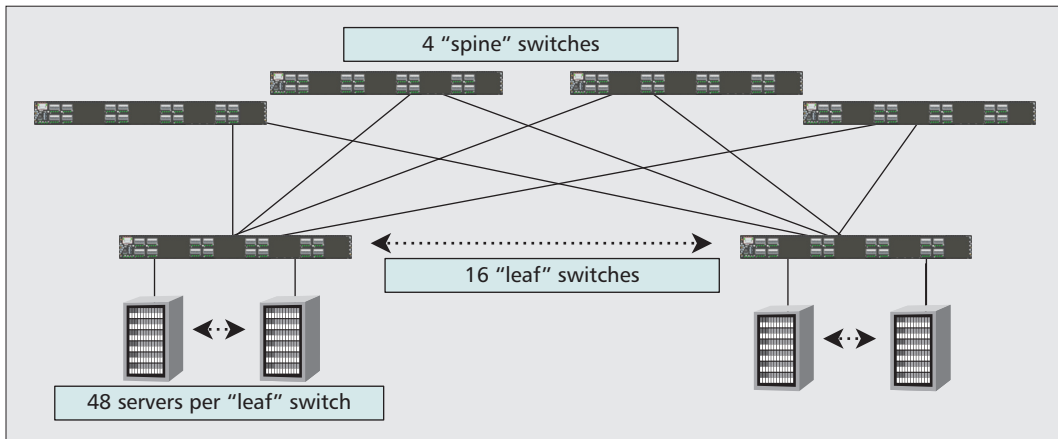 4 “spine” switches
16 “leaf” switches
48 servers per “leaf” switch